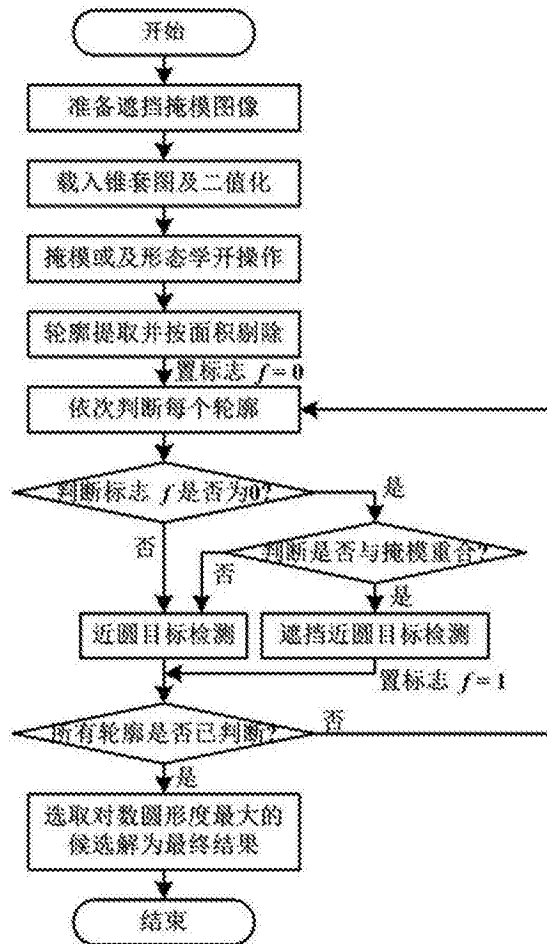 开始
准备遮挡掩模图像
载入锥套图及二值化
掩模或及形态学开操作
轮廓提取并按面积剔除
置标志 f=0
依次判断每个轮廓
判断标志 f是否为0?
是
否
判断是否与掩模重合?
否
是
近圆目标检测
遮挡近圆目标检测
置标志 f=1
所有轮廓是否已判断?
否
是
选取对数圆形度最大的
候选解为最终结果
结束